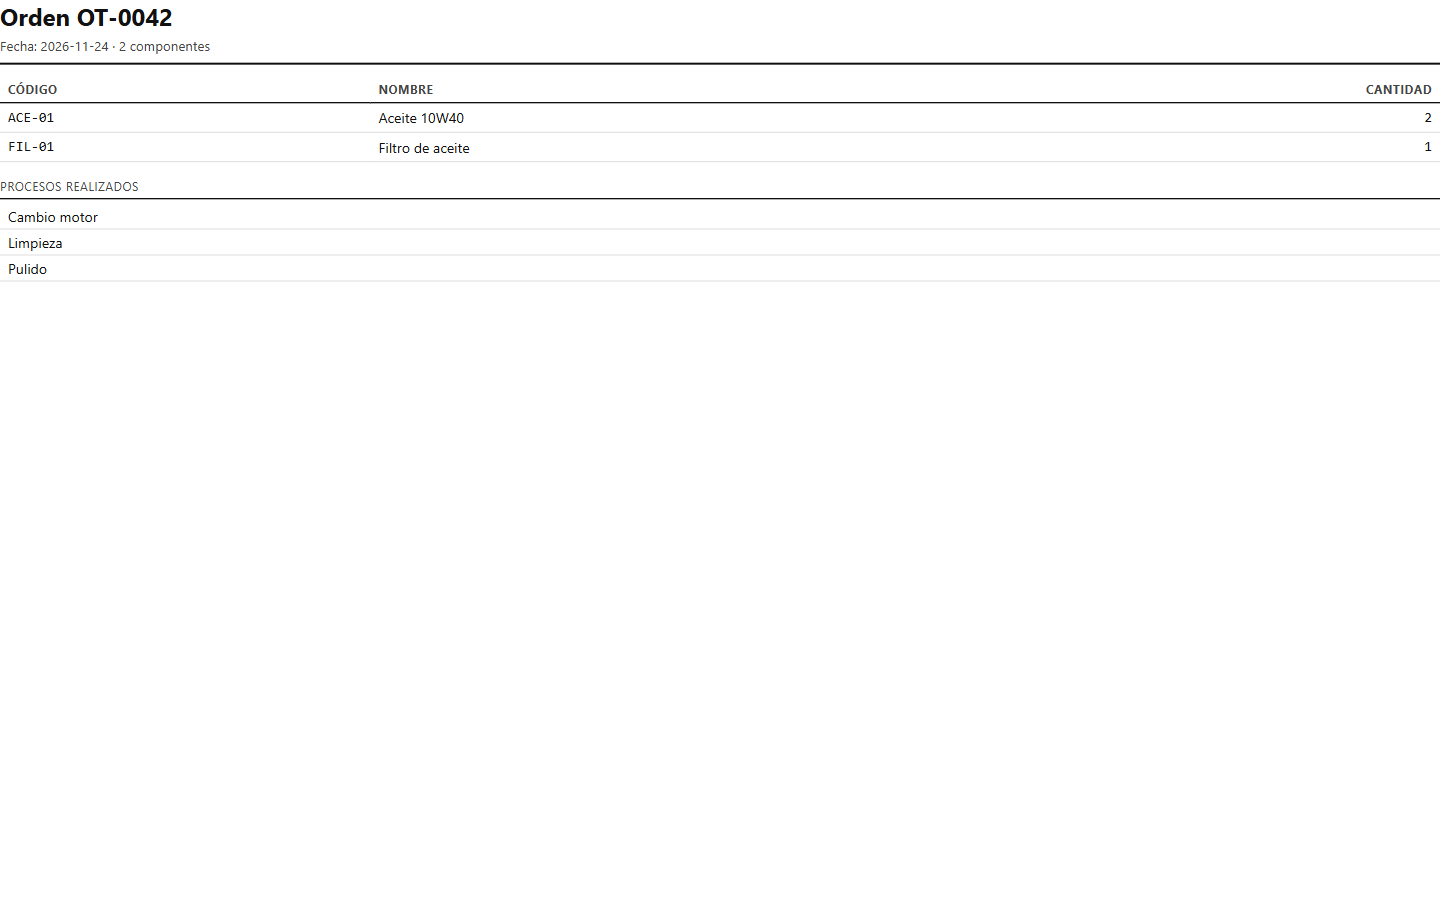 Orden OT-0042
Fecha: 2026-11-24 · 2 componentes
CÓDIGO NOMBRE CANTIDAD
ACE-01 Aceite 10W40 2
FIL-01 Filtro de aceite 1
PROCESOS REALIZADOS
Cambio motor
Limpieza
Pulido